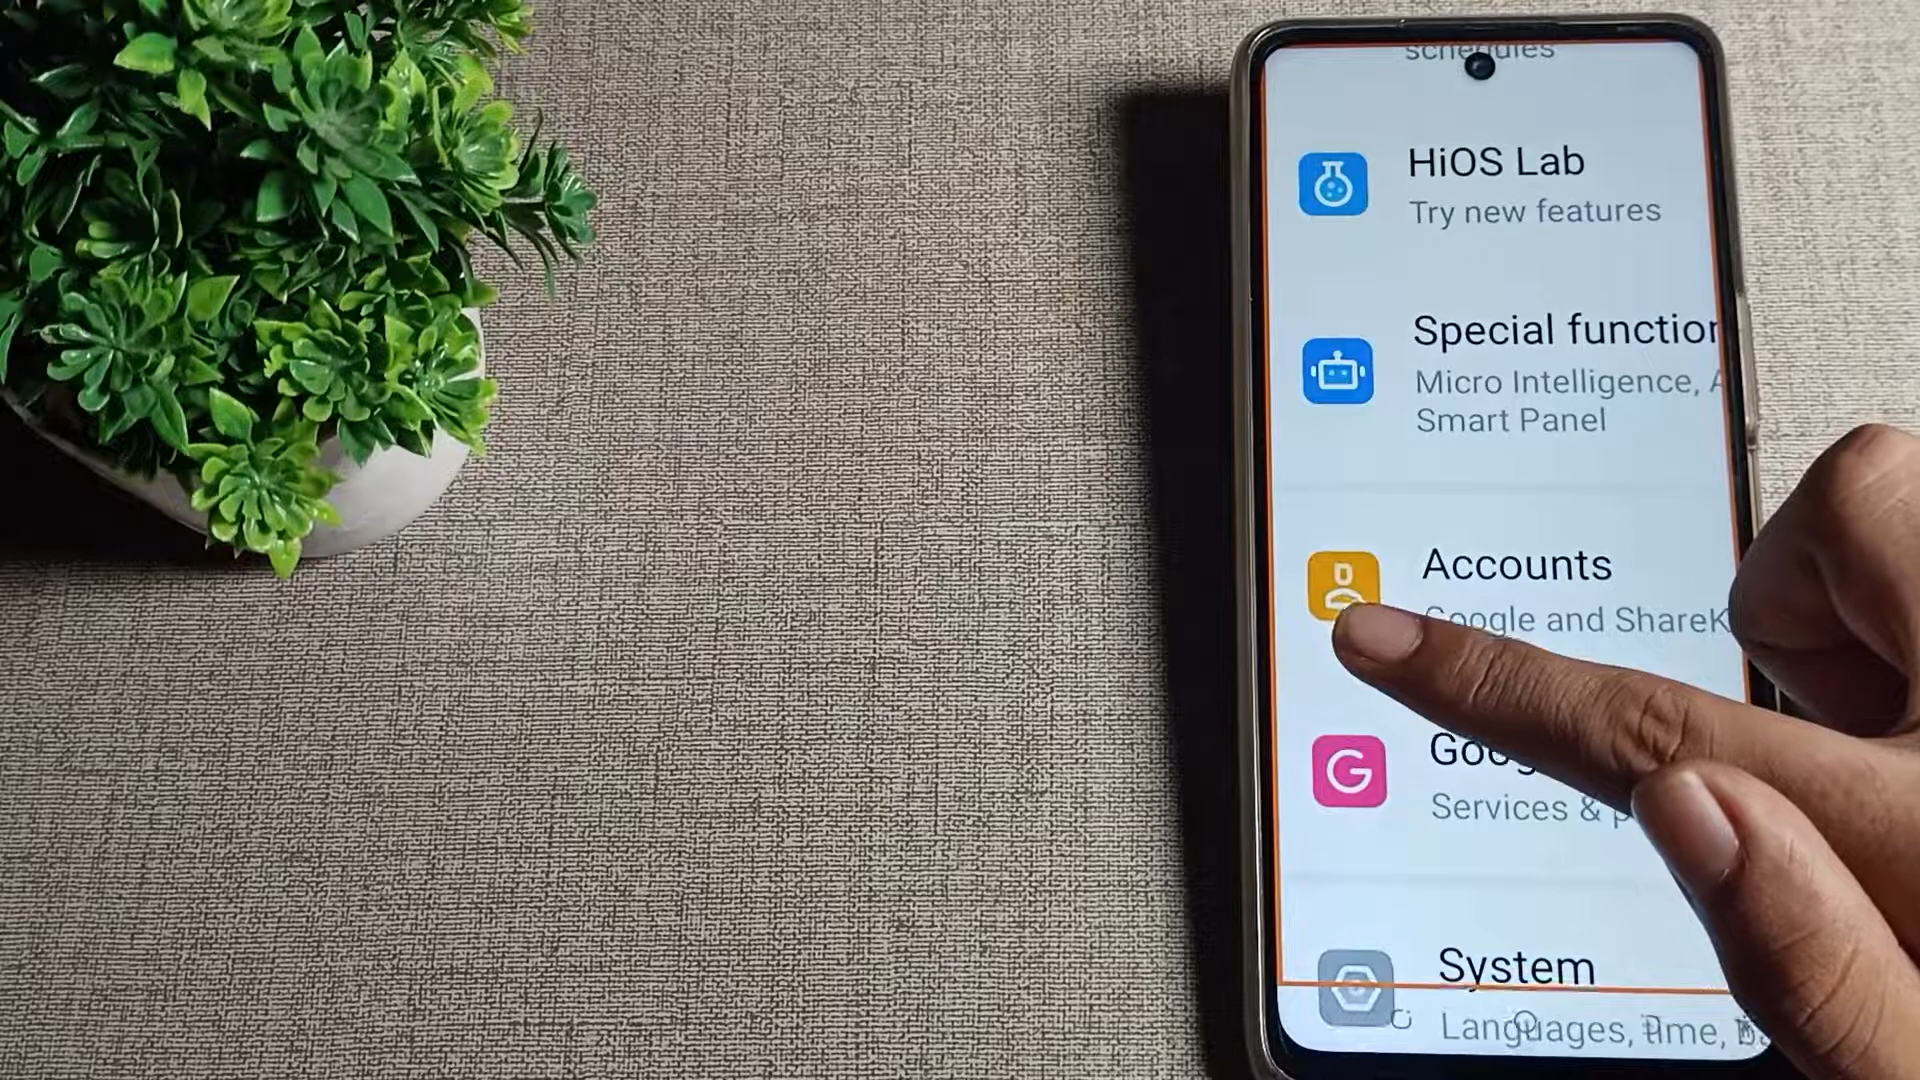 schedules
HiOS Lab
Try new features
Special function
Micro Intelligence, A
Smart Panel
Accounts
Google and ShareK
G
Goog
Services & p
System
Languages, time,